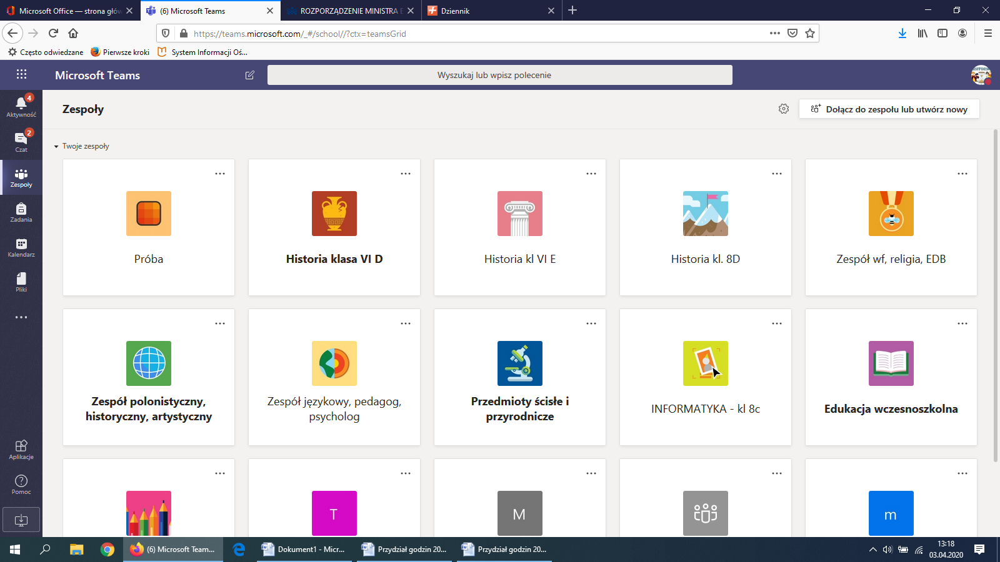 Microsoft Office — strona głów
(6) Microsoft Teams
ROZPORZĄDZENIE MINISTRA E
Dziennik
https://teams.microsoft.com/_#/school//?ctx=teamsGrid
Często odwiedzane
Pierwsze kroki
System Informacji Oś...
Microsoft Teams
Wyszukaj lub wpisz polecenie
4
Aktywność
2
Czat
Zespoły
Zadania
Kalendarz
Pliki
Aplikacje
Pomoc
Zespoły
Dołącz do zespołu lub utwórz nowy
Twoje zespoły
Próba
Historia klasa VI D
Historia kl VI E
Historia kl. 8D
Zespół wf, religia, EDB
Zespół polonistyczny,
historyczny, artystyczny
Zespół językowy, pedagog,
psycholog
Przedmioty ścisłe i
przyrodnicze
INFORMATYKA - kl 8c
Edukacja wczesnoszkolna
T
M
m
(6) Microsoft Team...
Dokument1 - Micr...
Przydział godzin 20...
Przydział godzin 20...
13:18
03.04.2020